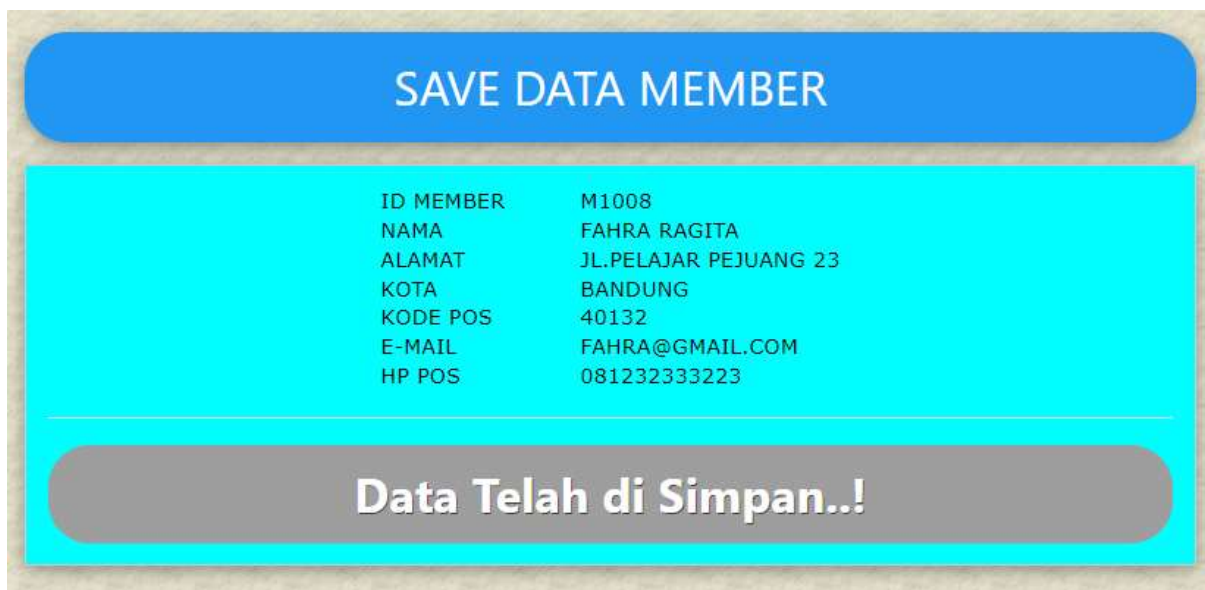 SAVE DATA MEMBER
ID MEMBER M1008
NAMA FAHRA RAGITA
ALAMAT JL.PELAJAR PEJUANG 23
KOTA BANDUNG
KODE POS 40132
E-MAIL FAHRA@GMAIL.COM
HP POS 081232333223
Data Telah di Simpan..!